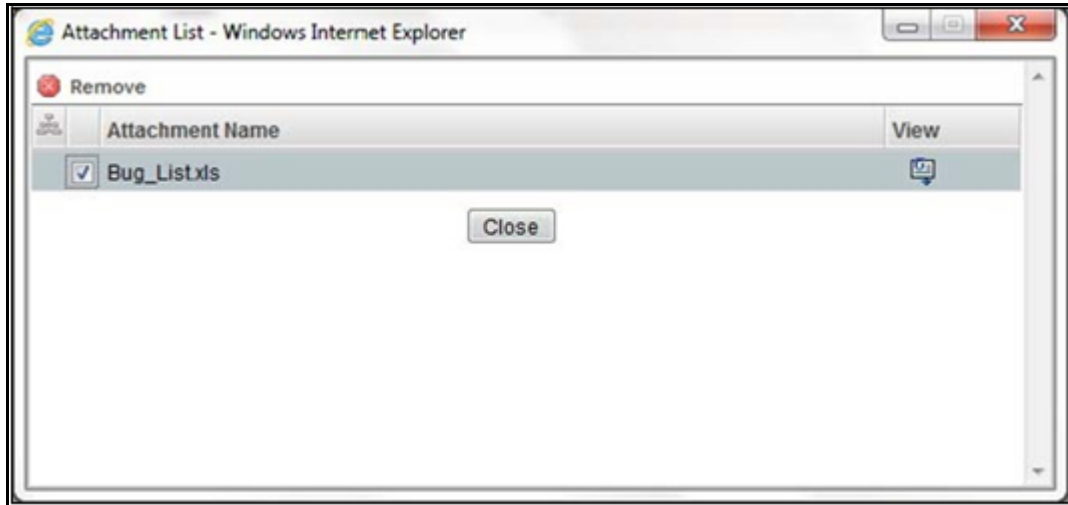 Attachment List - Windows Internet Explorer
Remove
Attachment Name View
Bug_List.xls
Close